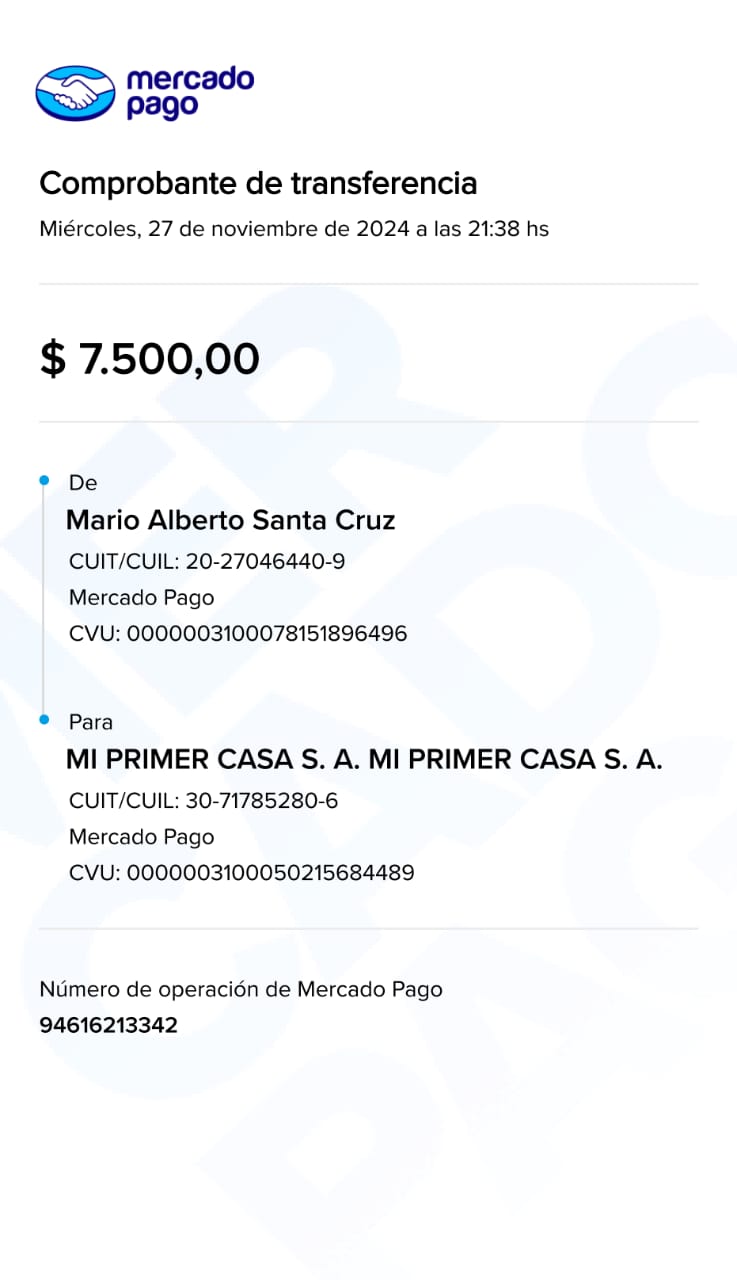 mercado
pago
Comprobante de transferencia
Miércoles, 27 de noviembre de 2024 a las 21:38 hs
$ 7.500,00
De
Mario Alberto Santa Cruz
CUIT/CUIL: 20-27046440-9
Mercado Pago
CVU: 0000003100078151896496
Para
MI PRIMER CASA S. A. MI PRIMER CASA S. A.
CUIT/CUIL: 30-71785280-6
Mercado Pago
CVU: 0000003100050215684489
Número de operación de Mercado Pago
94616213342